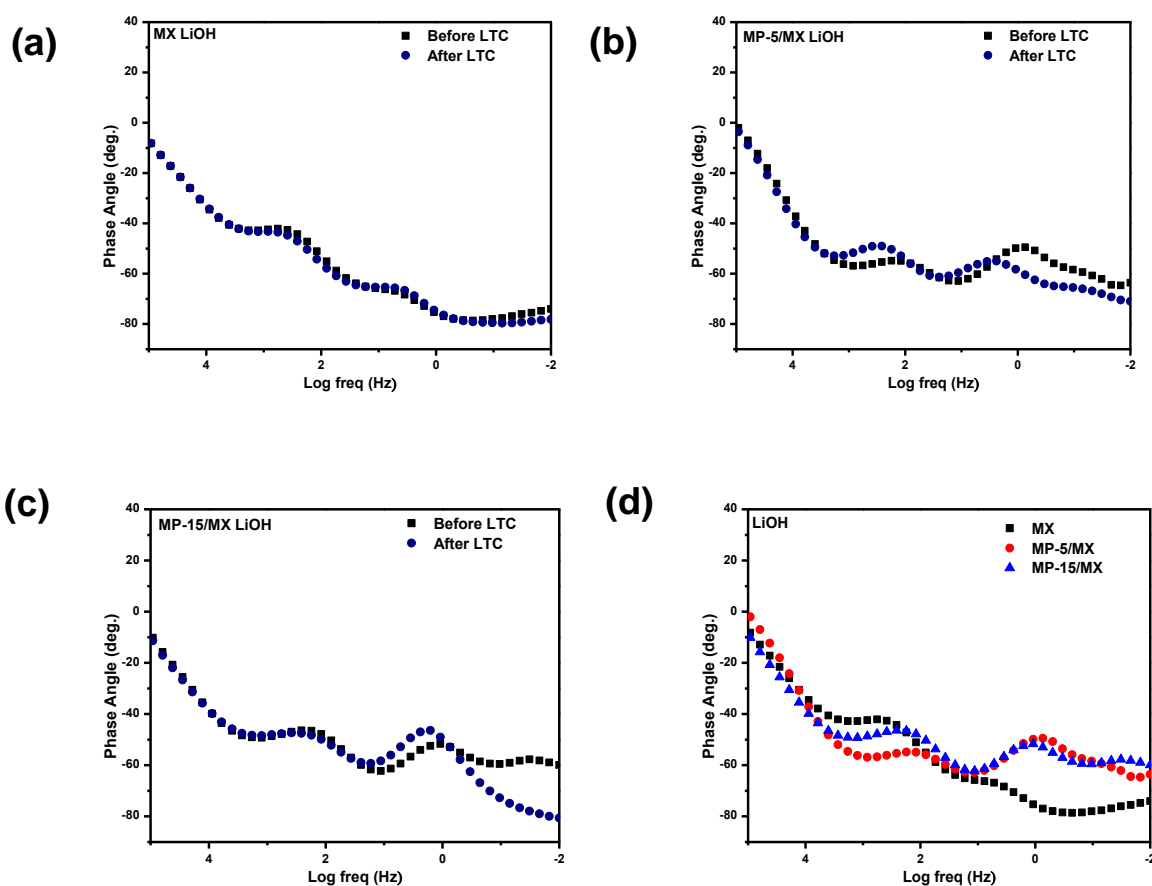 (a)
MX LiOH
Before LTC
After LTC
40
20
0
-20
-40
-60
-80
Phase Angle (deg.)
4
2
0
-2
Log freq (Hz)
(b)
MP-5/MX LiOH
Before LTC
After LTC
40
20
0
-20
-40
-60
-80
Phase Angle (deg.)
4
2
0
-2
Log freq (Hz)
(c)
MP-15/MX LiOH
Before LTC
After LTC
40
20
0
-20
-40
-60
-80
Phase Angle (deg.)
4
2
0
-2
Log freq (Hz)
(d)
LiOH
MX
MP-5/MX
MP-15/MX
40
20
0
-20
-40
-60
-80
Phase Angle (deg.)
4
2
0
-2
Log freq (Hz)